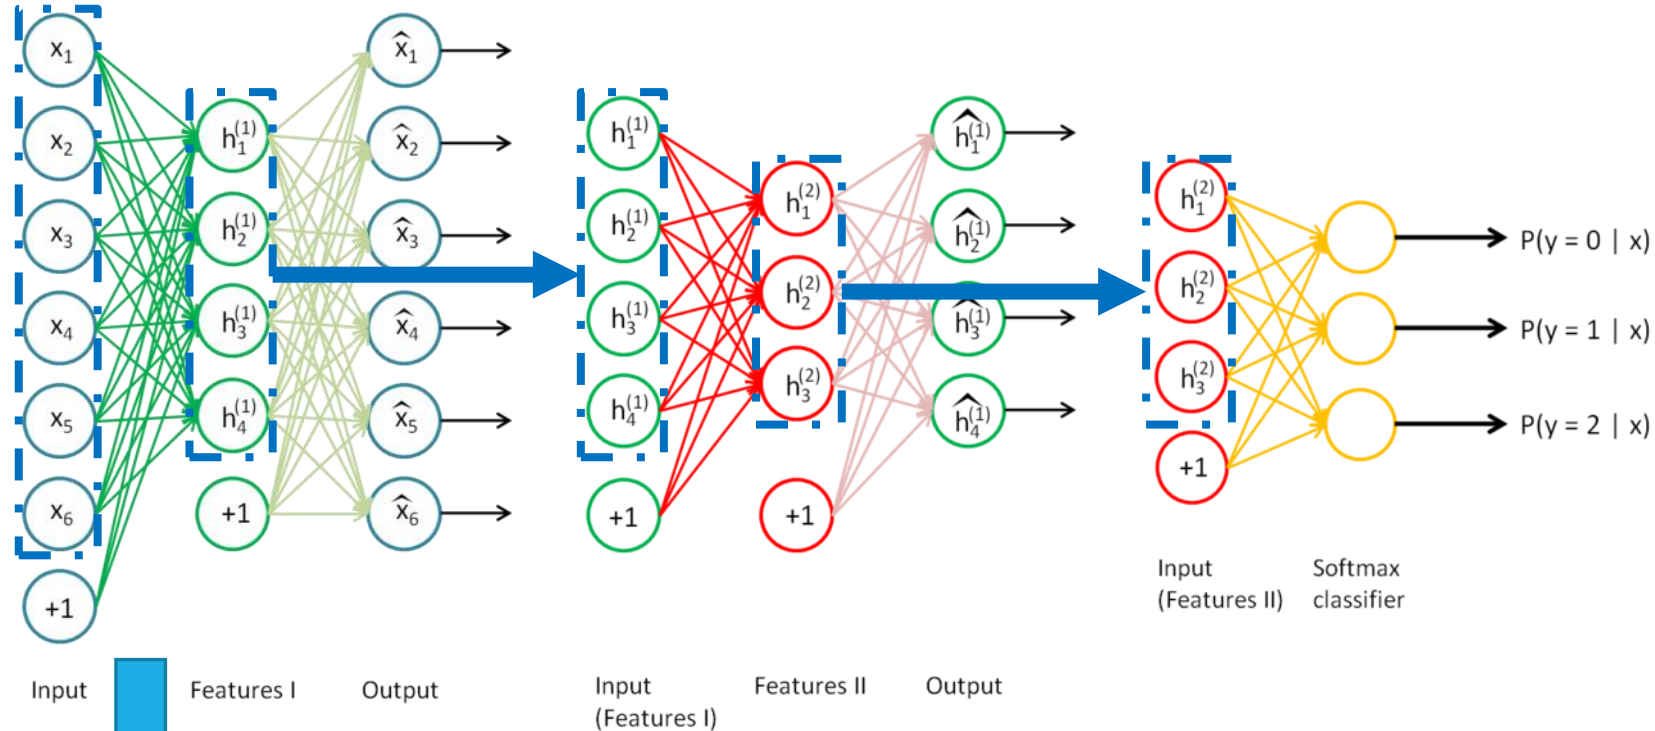 x1
x2
x3
x4
x5
x6
+1
h1(1)
h2(1)
h3(1)
h4(1)
+1
x̂1
x̂2
x̂3
x̂4
x̂5
x̂6
Input
Features I
Output
h1(1)
h2(1)
h3(1)
h4(1)
+1
h1(2)
h2(2)
h3(2)
+1
ĥ1(1)
ĥ2(1)
ĥ3(1)
ĥ4(1)
Input
(Features I)
Features II
Output
h1(2)
h2(2)
h3(2)
+1
P(y = 0 | x)
P(y = 1 | x)
P(y = 2 | x)
Input
(Features II)
Softmax
classifier